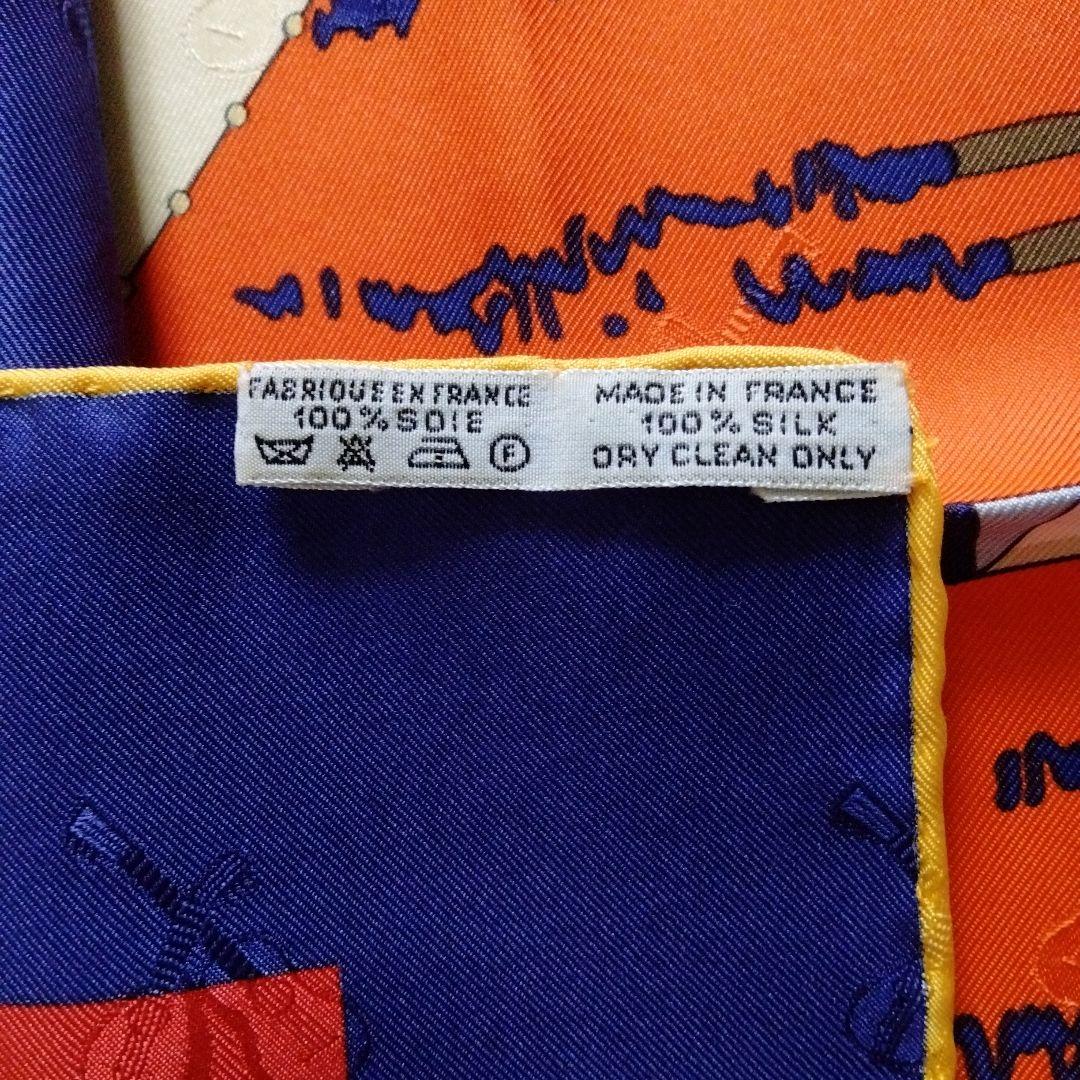 FABRIQUE EN FRANCE
100% SOIE
F
MADE IN FRANCE
100% SILK
DRY CLEAN ONLY